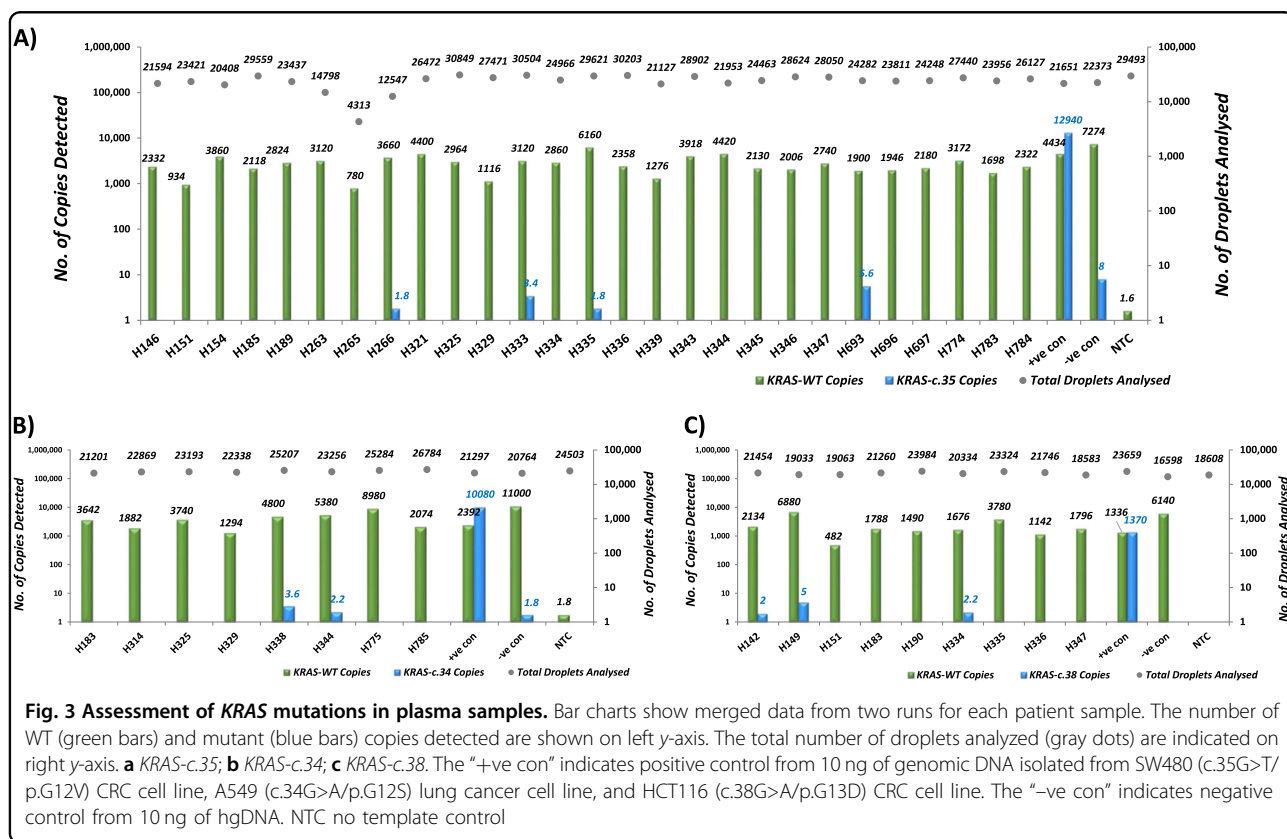 A)
1,000,000
100,000
10,000
1,000
100
10
1
No. of Copies Detected
100,000
10,000
1,000
100
10
1
No. of Droplets Analysed
21594 23421 20408 29559 23437 14798 4313 12547 26472 30849 27471 30504 24966 29621 30203 21127 28902 21953 24463 28624 28050 24282 23811 24248 27440 23956 26127 21651 22373 29493
2332 934 3860 2118 2824 3120 780 3660 4400 2964 1116 3120 2860 6160 2358 1276 3918 4420 2130 2006 2740 1900 1946 2180 3172 1698 2322 4434 7274 1.6
1.8 3.4 1.8 5.6 12940 8
H146 H151 H154 H185 H189 H263 H265 H266 H321 H325 H329 H333 H334 H335 H336 H339 H343 H344 H345 H346 H347 H693 H696 H697 H774 H783 H784 +ve con -ve con NTC
KRAS-WT Copies KRAS-c.35 Copies Total Droplets Analysed
B)
1,000,000
100,000
10,000
1,000
100
10
1
No. of Copies Detected
100,000
10,000
1,000
100
10
1
No. of Droplets Analysed
21201 22869 23193 22338 25207 23256 25284 26784 21297 20764 24503
3642 1882 3740 1294 4800 5380 8980 2074 2392 11000 1.8
3.6 2.2 10080 1.8
H183 H314 H325 H329 H338 H344 H775 H785 +ve con -ve con NTC
KRAS-WT Copies KRAS-c.34 Copies Total Droplets Analysed
C)
1,000,000
100,000
10,000
1,000
100
10
1
No. of Copies Detected
100,000
10,000
1,000
100
10
1
No. of Droplets Analysed
21454 19033 19063 21260 23984 20334 23324 21746 18583 23659 16598 18608
2134 6880 482 1788 1490 1676 3780 1142 1796 1336 6140
2 5 2.2 1370
H142 H149 H151 H183 H190 H334 H335 H336 H347 +ve con -ve con NTC
KRAS-WT Copies KRAS-c.38 Copies Total Droplets Analysed
Fig. 3 Assessment of KRAS mutations in plasma samples. Bar charts show merged data from two runs for each patient sample. The number of
WT (green bars) and mutant (blue bars) copies detected are shown on left y-axis. The total number of droplets analyzed (gray dots) are indicated on
right y-axis. a KRAS-c.35; b KRAS-c.34; c KRAS-c.38. The “+ve con” indicates positive control from 10 ng of genomic DNA isolated from SW480 (c.35G>T/
p.G12V) CRC cell line, A549 (c.34G>A/p.G12S) lung cancer cell line, and HCT116 (c.38G>A/p.G13D) CRC cell line. The “–ve con” indicates negative
control from 10 ng of hgDNA. NTC no template control